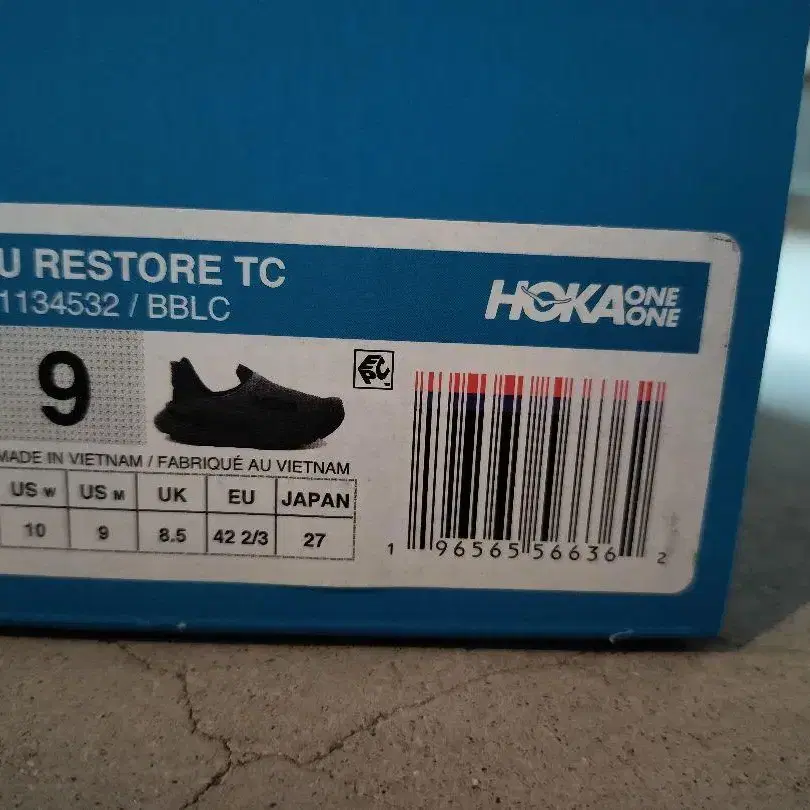 U RESTORE TC
1134532 / BBLC
HOKA ONE ONE
9
EPC
MADE IN VIETNAM / FABRIQUÉ AU VIETNAM
US W US M UK EU JAPAN
10 9 8.5 42 2/3 27
1 96565 56636 2